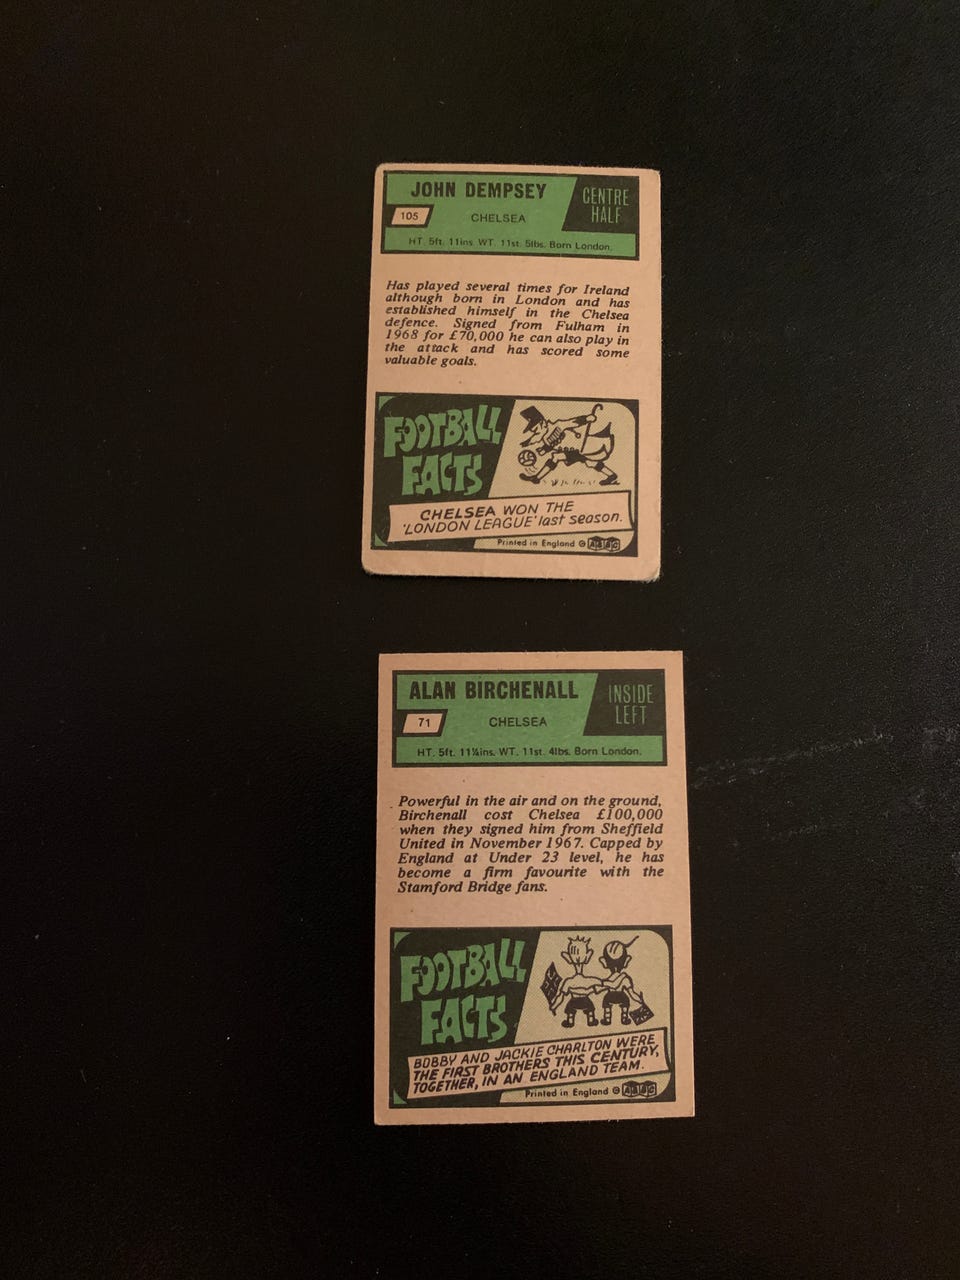 JOHN DEMPSEY
CENTRE
HALF
105
CHELSEA
HT. 5ft. 11ins. WT. 11st. 5lbs. Born London.
Has played several times for Ireland
although born in London and has
established himself in the Chelsea
defence. Signed from Fulham in
1968 for £70,000 he can also play in
the attack and has scored some
valuable goals.
FOOTBALL
FACTS
CHELSEA WON THE
'LONDON LEAGUE' last season.
Printed in England © A&BC
ALAN BIRCHENALL
INSIDE
LEFT
71
CHELSEA
HT. 5ft. 11¼ins. WT. 11st. 4lbs. Born London.
Powerful in the air and on the ground,
Birchenall cost Chelsea £100,000
when they signed him from Sheffield
United in November 1967. Capped by
England at Under 23 level, he has
become a firm favourite with the
Stamford Bridge fans.
FOOTBALL
FACTS
BOBBY AND JACKIE CHARLTON WERE
THE FIRST BROTHERS THIS CENTURY,
TOGETHER, IN AN ENGLAND TEAM.
Printed in England © A&BC